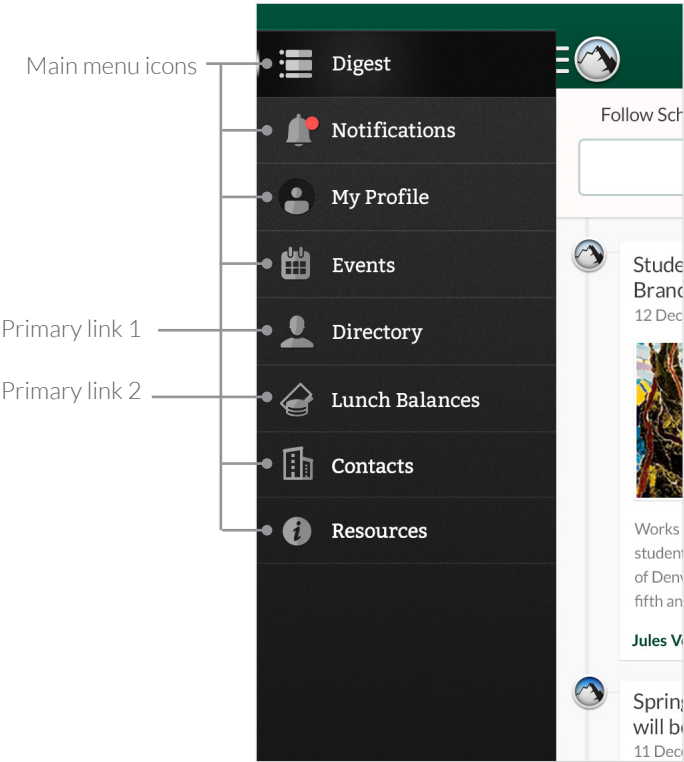 Main menu icons
Digest
Notifications
My Profile
Events
Primary link 1
Directory
Primary link 2
Lunch Balances
Contacts
Resources
Follow Sch
Stude
Branc
12 Dec
Works
student
of Denv
fifth an
Jules Ve
Spring
will be
11 Dec